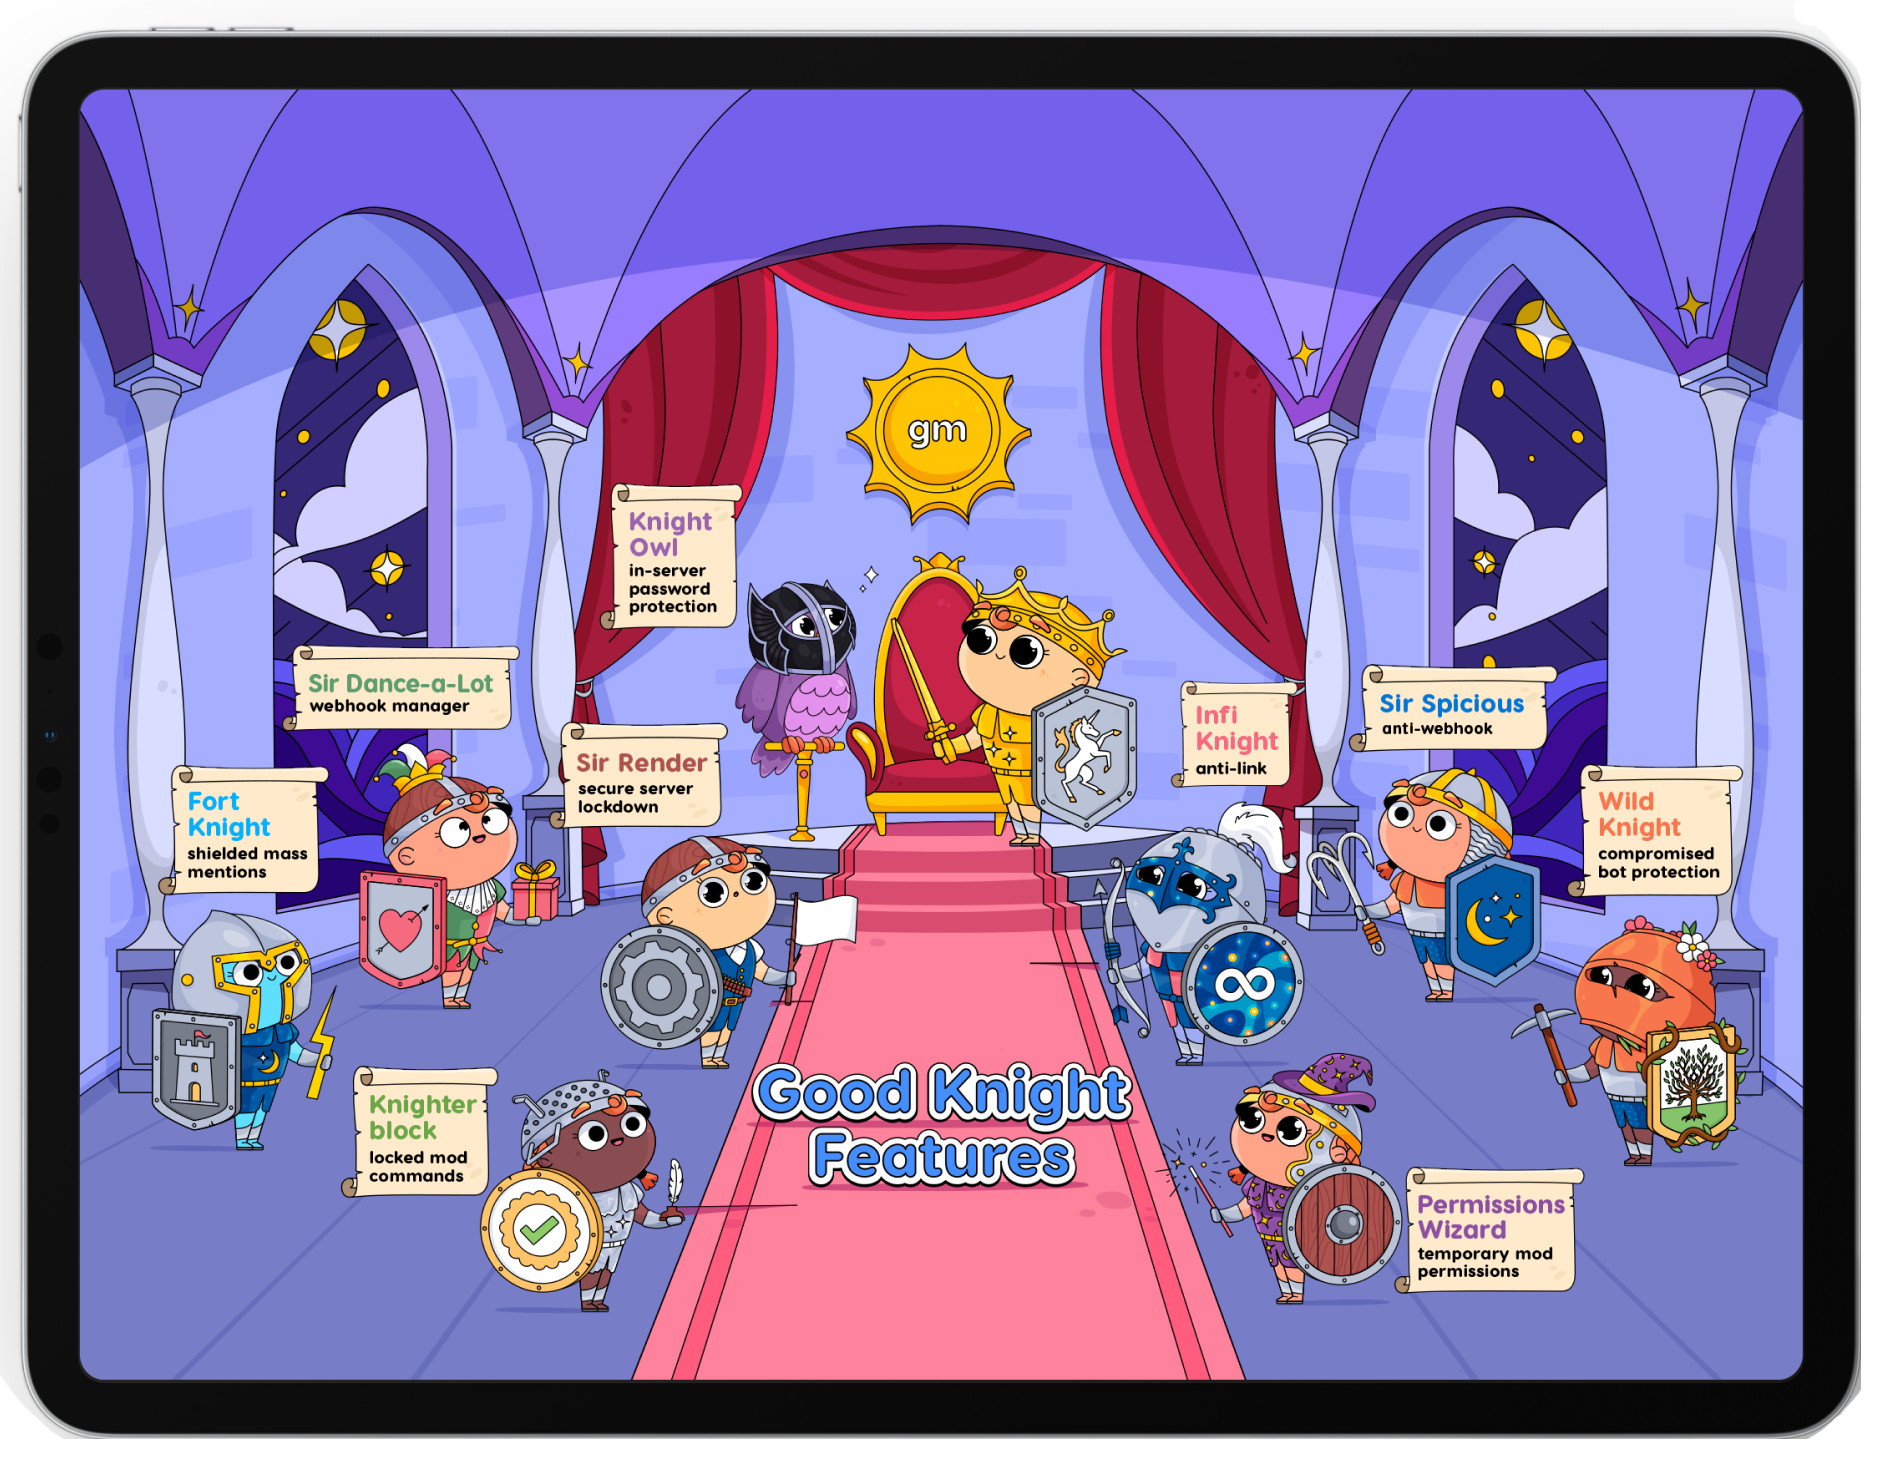 gm
Knight
Owl
in-server
password
protection
Sir Dance-a-Lot
webhook manager
Sir Render
secure server
lockdown
Infi
Knight
anti-link
Sir Spicious
anti-webhook
Fort
Knight
shielded mass
mentions
Wild
Knight
compromised
bot protection
Good Knight
Features
Knighter
block
locked mod
commands
Permissions
Wizard
temporary mod
permissions